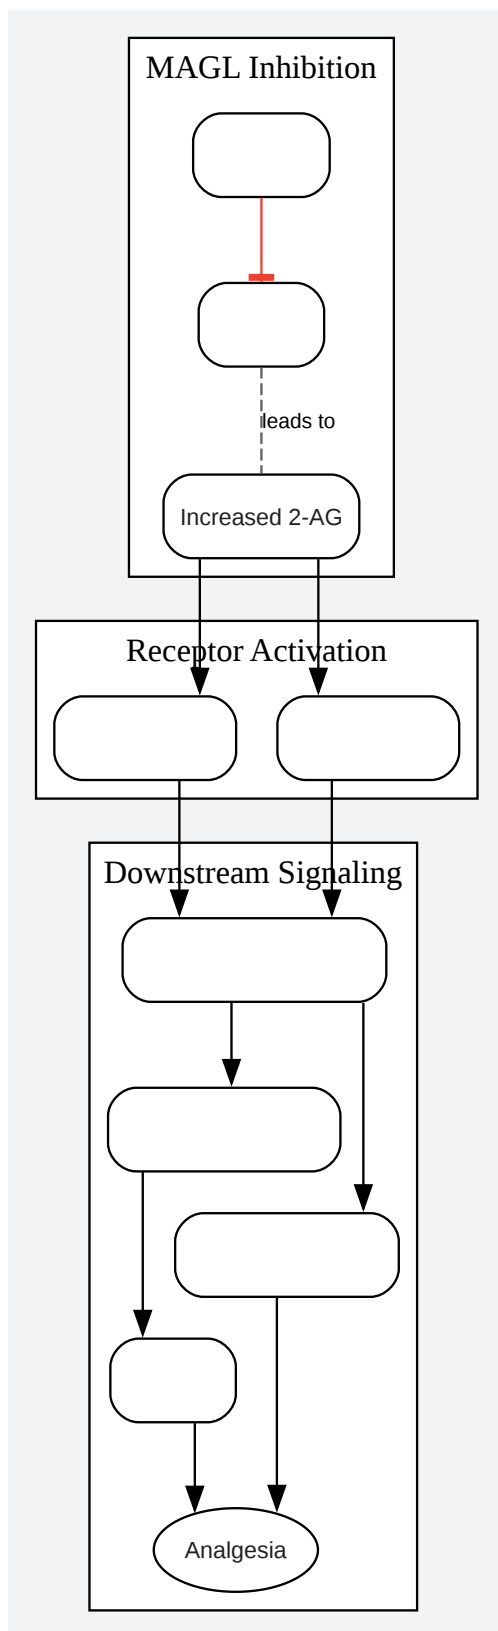 MAGL Inhibition
leads to
Increased 2-AG
Receptor Activation
Downstream Signaling
Analgesia